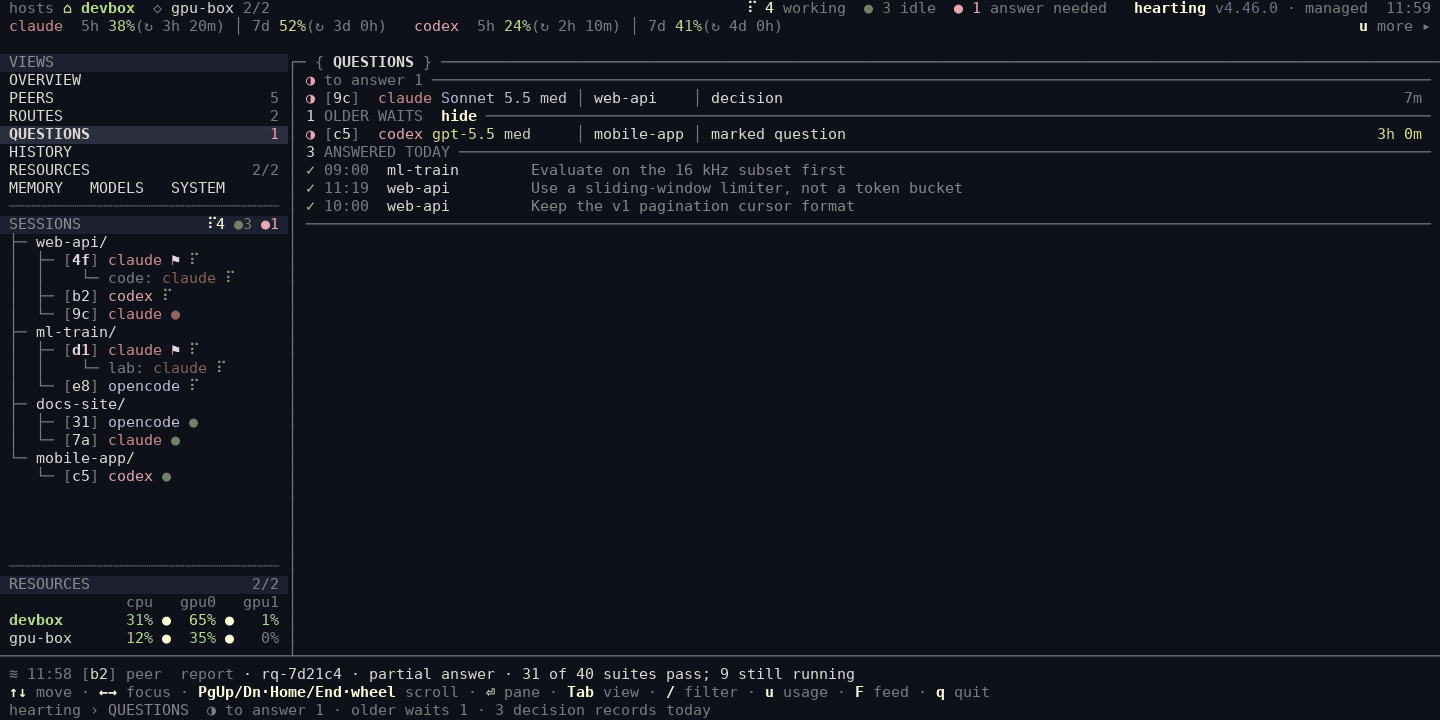 hosts ⌂ devbox ◇ gpu-box 2/2 ⠏ 4 working ● 3 idle ● 1 answer needed hearting v4.46.0 · managed 11:59
claude 5h 38%(↻ 3h 20m) │ 7d 52%(↻ 3d 0h) codex 5h 24%(↻ 2h 10m) │ 7d 41%(↻ 4d 0h) u more ▸
VIEWS
OVERVIEW
PEERS 5
ROUTES 2
QUESTIONS 1
HISTORY
RESOURCES 2/2
MEMORY MODELS SYSTEM
SESSIONS ⠏4 ●3 ●1
├─ web-api/
│ ├─ [4f] claude ⚑ ⠏
│ │ └─ code: claude ⠏
│ ├─ [b2] codex ⠏
│ └─ [9c] claude ●
├─ ml-train/
│ ├─ [d1] claude ⚑ ⠏
│ │ └─ lab: claude ⠏
│ └─ [e8] opencode ⠏
├─ docs-site/
│ ├─ [31] opencode ●
│ └─ [7a] claude ●
└─ mobile-app/
└─ [c5] codex ●
RESOURCES 2/2
cpu gpu0 gpu1
devbox 31% ● 65% ● 1%
gpu-box 12% ● 35% ● 0%
{ QUESTIONS }
◑ to answer 1
◑ [9c] claude Sonnet 5.5 med │ web-api │ decision 7m
1 OLDER WAITS hide
◑ [c5] codex gpt-5.5 med │ mobile-app │ marked question 3h 0m
3 ANSWERED TODAY
✓ 09:00 ml-train Evaluate on the 16 kHz subset first
✓ 11:19 web-api Use a sliding-window limiter, not a token bucket
✓ 10:00 web-api Keep the v1 pagination cursor format
≋ 11:58 [b2] peer report · rq-7d21c4 · partial answer · 31 of 40 suites pass; 9 still running
↑↓ move · ←→ focus · PgUp/Dn·Home/End·wheel scroll · ⏎ pane · Tab view · / filter · u usage · F feed · q quit
hearting › QUESTIONS ◑ to answer 1 · older waits 1 · 3 decision records today